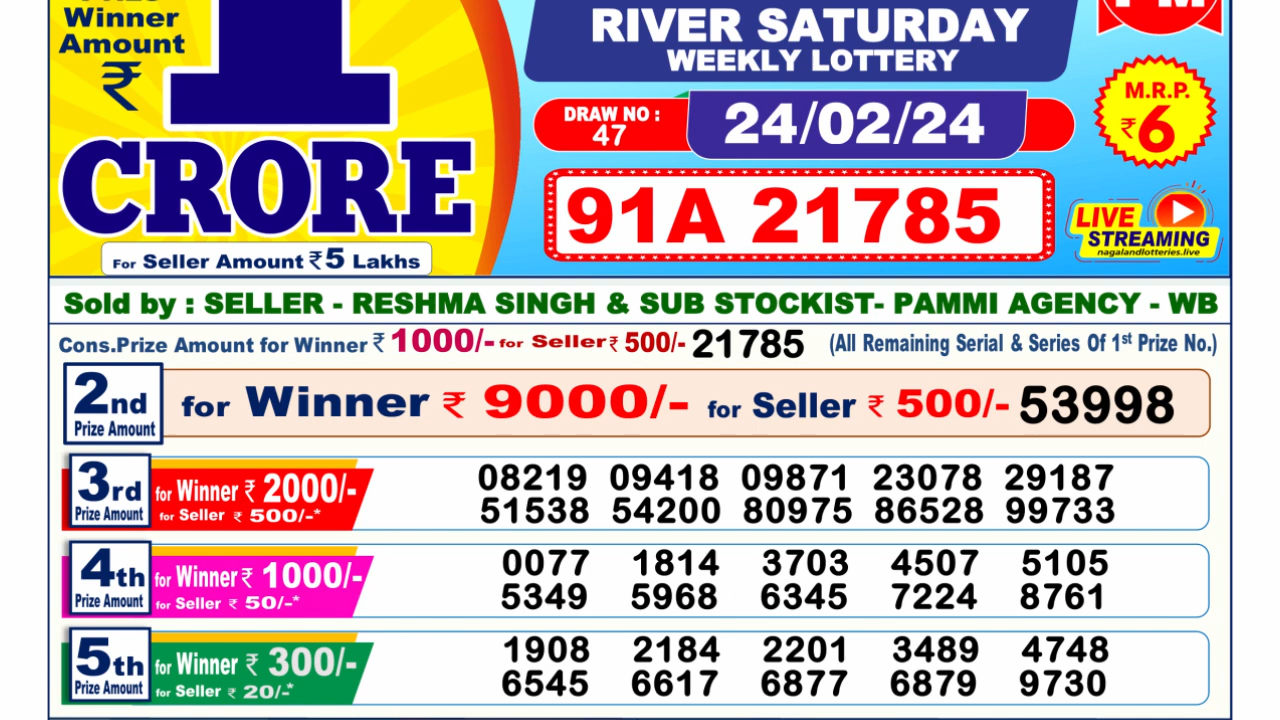 Winner
Amount
₹
1
CRORE
For Seller Amount ₹5 Lakhs
RIVER SATURDAY
WEEKLY LOTTERY
DRAW NO :
47
24/02/24
M.R.P.
₹6
91A 21785
LIVE
STREAMING
nagalandlotteries.live
Sold by : SELLER - RESHMA SINGH & SUB STOCKIST- PAMMI AGENCY - WB
Cons.Prize Amount for Winner ₹ 1000/- for Seller ₹ 500/- 21785 (All Remaining Serial & Series Of 1st Prize No.)
2nd
Prize Amount
for Winner ₹ 9000/- for Seller ₹ 500/- 53998
3rd
Prize Amount
for Winner ₹ 2000/-
for Seller ₹ 500/-*
08219 09418 09871 23078 29187
51538 54200 80975 86528 99733
4th
Prize Amount
for Winner ₹ 1000/-
for Seller ₹ 50/-*
0077 1814 3703 4507 5105
5349 5968 6345 7224 8761
5th
Prize Amount
for Winner ₹ 300/-
for Seller ₹ 20/-*
1908 2184 2201 3489 4748
6545 6617 6877 6879 9730